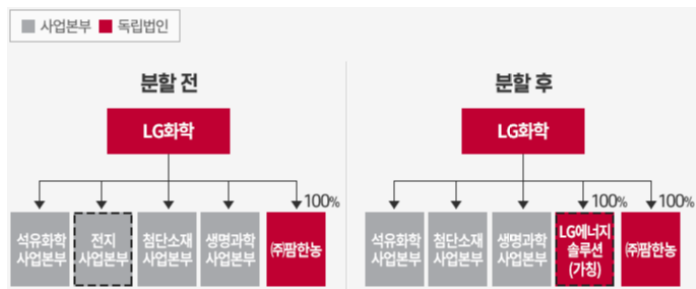 사업본부 독립법인
분할 전
LG화학
100%
석유화학
사업본부
전지
사업본부
첨단소재
사업본부
생명과학
사업본부
㈜팜한농
분할 후
LG화학
100%
100%
석유화학
사업본부
첨단소재
사업본부
생명과학
사업본부
LG에너지
솔루션
(가칭)
㈜팜한농